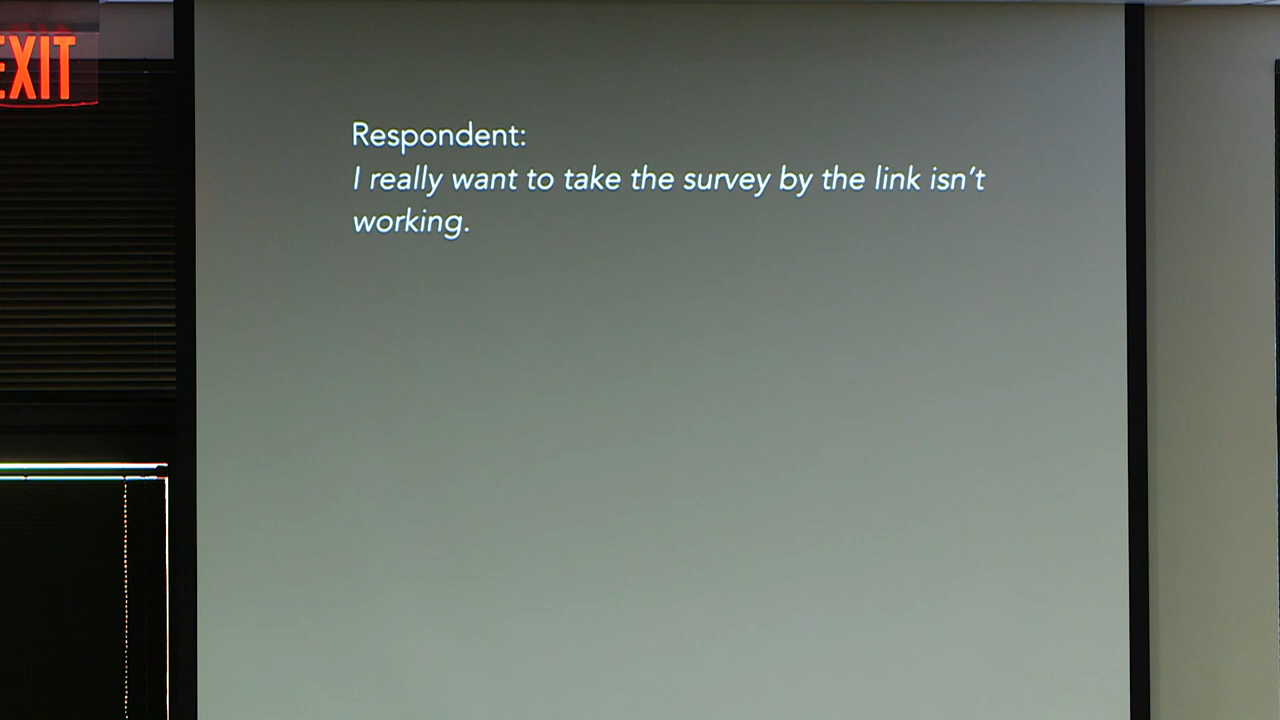 EXIT
Respondent:
I really want to take the survey by the link isn't
working.